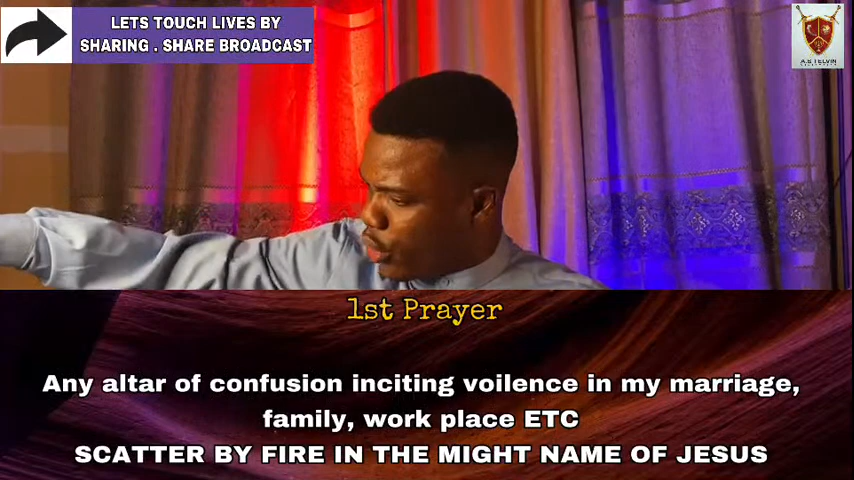 LETS TOUCH LIVES BY
SHARING . SHARE BROADCAST
1st Prayer
Any altar of confusion inciting voilence in my marriage,
family, work place ETC
SCATTER BY FIRE IN THE MIGHT NAME OF JESUS